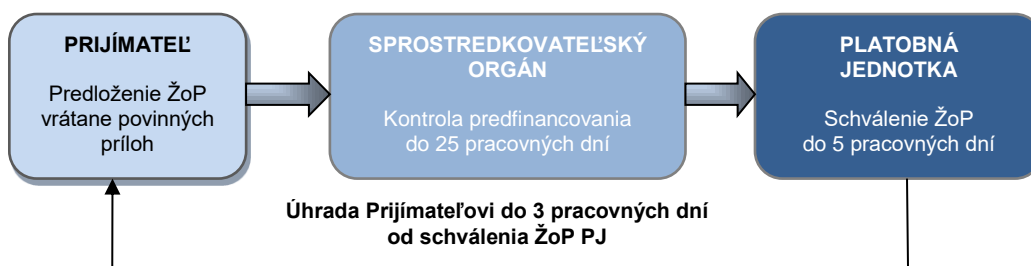 PRIJÍMATEĽ
Predloženie ŽoP
vrátane povinných
príloh
SPROSTREDKOVATEĽSKÝ
ORGÁN
Kontrola predfinancovania
do 25 pracovných dní
PLATOBNÁ
JEDNOTKA
Schválenie ŽoP
do 5 pracovných dní
Úhrada Prijímateľovi do 3 pracovných dní
od schválenia ŽoP PJ